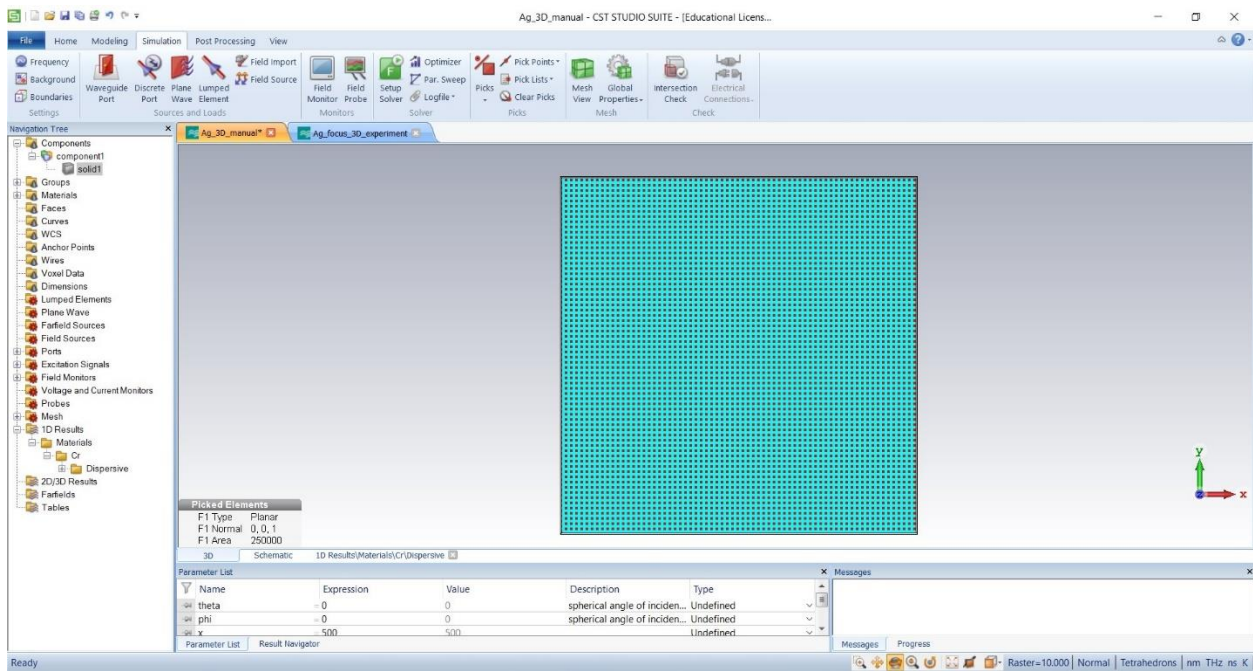 Ag_3D_manual - CST STUDIO SUITE - [Educational Licens...
File Home Modeling Simulation Post Processing View
Frequency
Background
Boundaries
Settings
Waveguide Port
Discrete Port
Plane Wave
Lumped Element
Field Import
Field Source
Sources and Loads
Field Monitor
Field Probe
Monitors
Setup Solver
Optimizer
Par. Sweep
Logfile
Solver
Picks
Pick Points
Pick Lists
Clear Picks
Picks
Mesh View
Global Properties
Mesh
Intersection Check
Electrical Connections
Check
Navigation Tree
Components
component1
solid1
Groups
Materials
Faces
Curves
WCS
Anchor Points
Wires
Voxel Data
Dimensions
Lumped Elements
Plane Wave
Farfield Sources
Field Sources
Ports
Excitation Signals
Field Monitors
Voltage and Current Monitors
Probes
Mesh
1D Results
Materials
Cr
Dispersive
2D/3D Results
Farfields
Tables
Ag_3D_manual* Ag_focus_3D_experiment
y
x
Picked Elements
F1 Type Planar
F1 Normal 0, 0, 1
F1 Area 250000
3D Schematic 1D Results\Materials\Cr\Dispersive
Parameter List
Name Expression Value Description Type
theta = 0 0 spherical angle of inciden... Undefined
phi = 0 0 spherical angle of inciden... Undefined
x = 500 500 Undefined
Parameter List Result Navigator
Messages
Messages Progress
Ready
Raster=10.000 Normal Tetrahedrons nm THz ns K